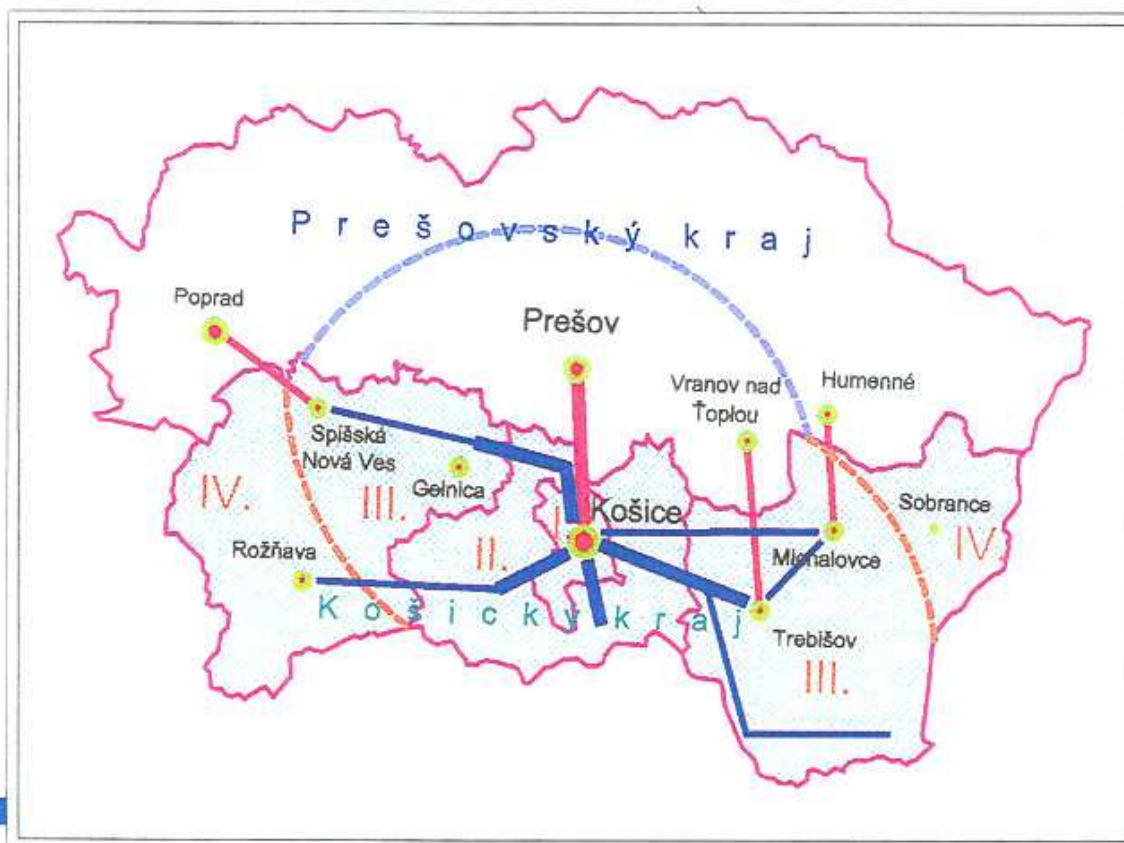 Prešovský kraj
Poprad
Prešov
Vranov nad
Ťopľou
Humenné
Spišská
Nová Ves
Gelnica
IV.
III.
Košice
I.
II.
Sobrance
IV.
Michalovce
Rožňava
Košický kraj
Trebišov
III.